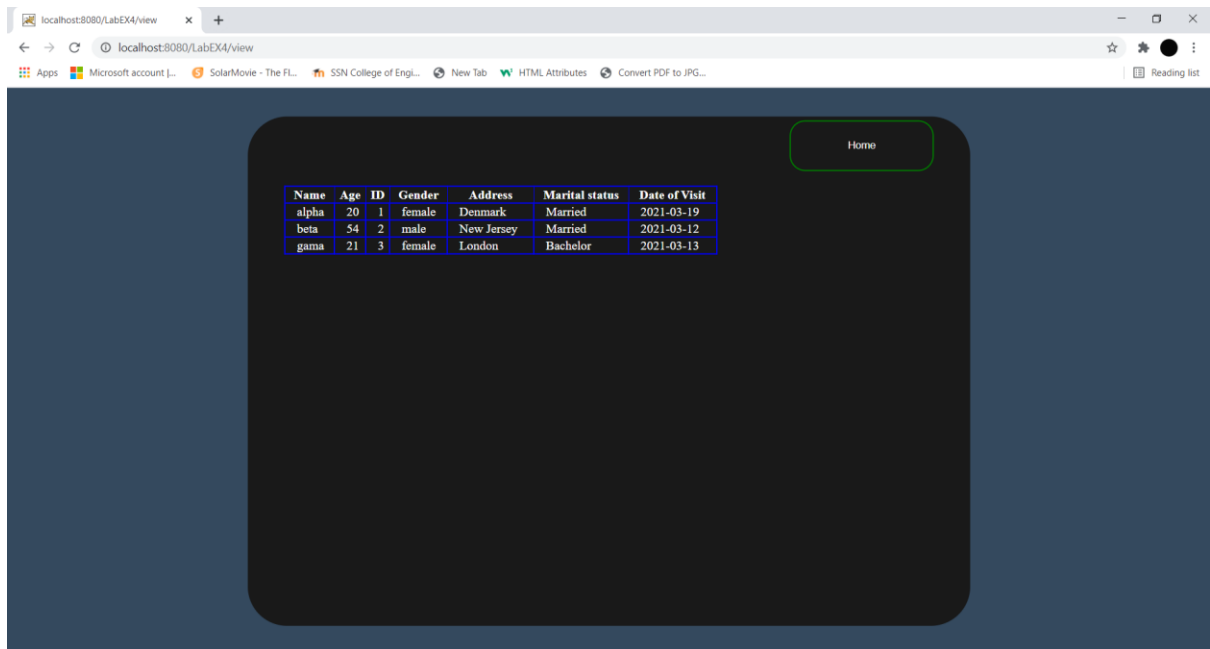 localhost:8080/LabEX4/view
localhost:8080/LabEX4/view
Apps Microsoft account |... SolarMovie - The Fl... SSN College of Engi... New Tab HTML Attributes Convert PDF to JPG... Reading list
Home
Name Age ID Gender Address Marital status Date of Visit
alpha 20 1 female Denmark Married 2021-03-19
beta 54 2 male New Jersey Married 2021-03-12
gama 21 3 female London Bachelor 2021-03-13